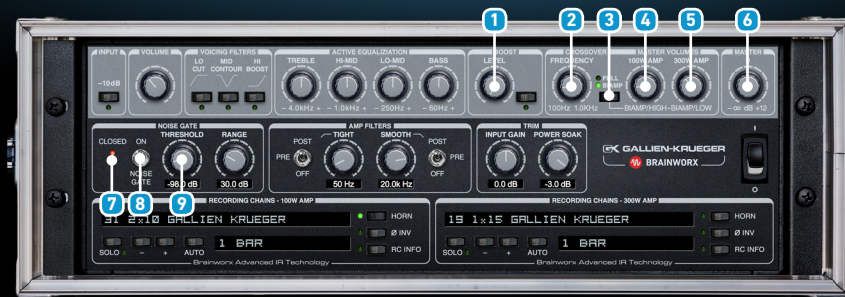 1 2 3 4 5 6
INPUT
VOLUME
VOICING FILTERS
ACTIVE EQUALIZIATION
BOOST
CROSSOVER
MASTER VOLUMES
MASTER
-10dB
LO CUT
MID CONTOUR
HI BOOST
TREBLE
HI-MID
LO-MID
BASS
LEVEL
FREQUENCY
FULL
BIAMP
100W AMP
300W AMP
- 4.0kHz +
- 1.0kHz +
- 250Hz +
- 60Hz +
100Hz 1.0KHz
BIAMP/HIGH
BIAMP/LOW
-∞ dB +12
NOISE GATE
CLOSED
ON
THRESHOLD
RANGE
NOISE GATE
-98.0 dB
30.0 dB
7 8 9
AMP FILTERS
POST
PRE
OFF
TIGHT
SMOOTH
50 Hz
20.0k Hz
POST
PRE
OFF
TRIM
INPUT GAIN
POWER SOAK
0.0 dB
-3.0 dB
GK GALLIEN-KRUEGER
BRAINWORX
I
O
RECORDING CHAINS - 100W AMP
31 2x10 GALLIEN KRUEGER
HORN
Ø INV
1 BAR
RC INFO
SOLO
-
+
AUTO
Brainworx Advanced IR Technology
RECORDING CHAINS - 300W AMP
19 1x15 GALLIEN KRUEGER
HORN
Ø INV
1 BAR
RC INFO
SOLO
-
+
AUTO
Brainworx Advanced IR Technology